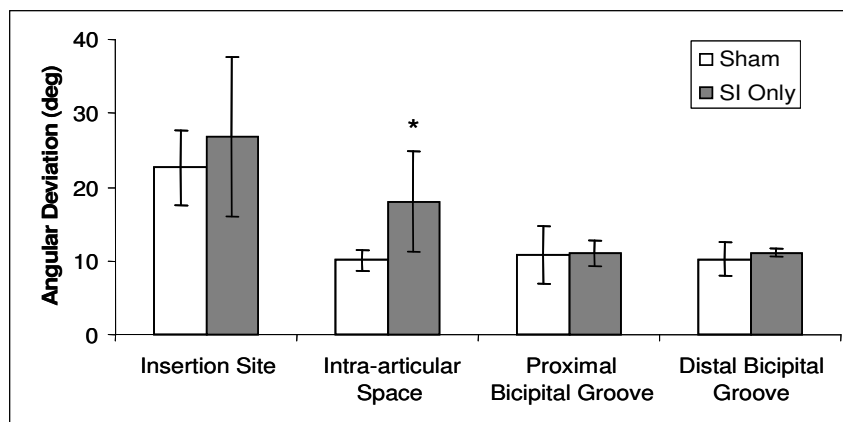 Angular Deviation (deg)
40
30
20
10
0
Sham
SI Only
*
Insertion Site
Intra-articular
Space
Proximal
Bicipital Groove
Distal Bicipital
Groove